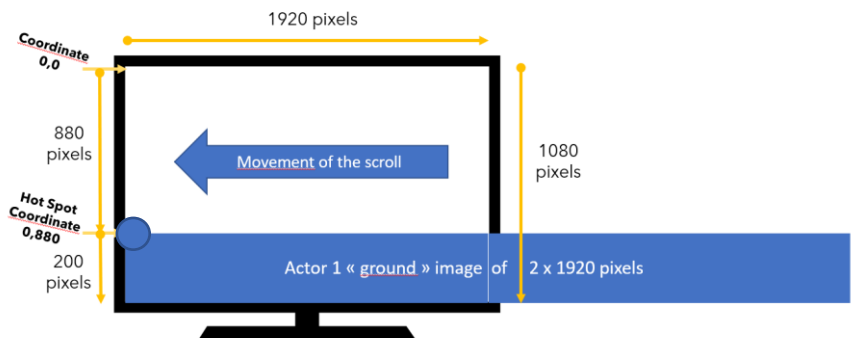 1920 pixels
Coordinate
0,0
880
pixels
Movement of the scroll
1080
pixels
Hot Spot
Coordinate
0,880
200
pixels
Actor 1 « ground » image of 2 x 1920 pixels